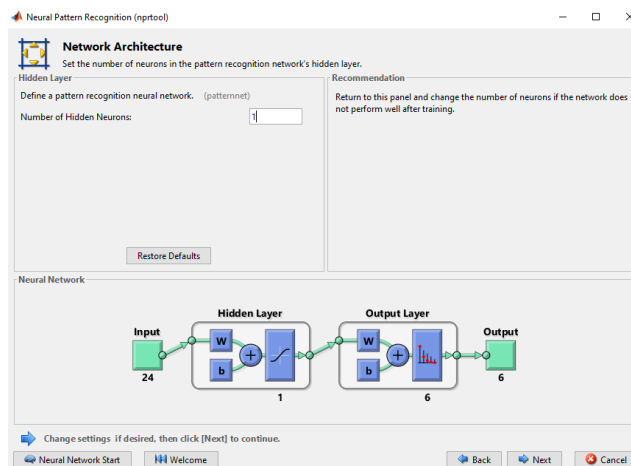 Neural Pattern Recognition (nprtool)
Network Architecture
Set the number of neurons in the pattern recognition network's hidden layer.
Hidden Layer
Define a pattern recognition neural network. (patternnet)
Number of Hidden Neurons: 1
Restore Defaults
Recommendation
Return to this panel and change the number of neurons if the network does
not perform well after training.
Neural Network
Hidden Layer Output Layer
Input Output
W W
b b
+ +
24 6
1 6
Change settings if desired, then click [Next] to continue.
Neural Network Start Welcome Back Next Cancel